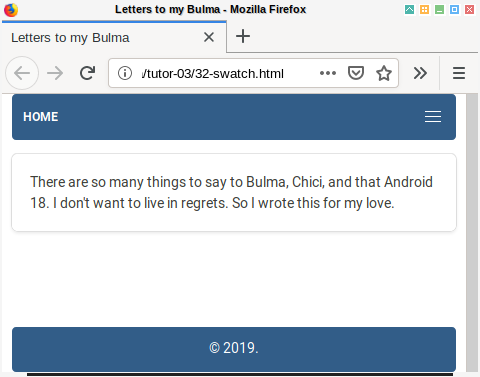 Letters to my Bulma - Mozilla Firefox
Letters to my Bulma
/tutor-03/32-swatch.html
HOME
There are so many things to say to Bulma, Chici, and that Android
18. I don't want to live in regrets. So I wrote this for my love.
© 2019.